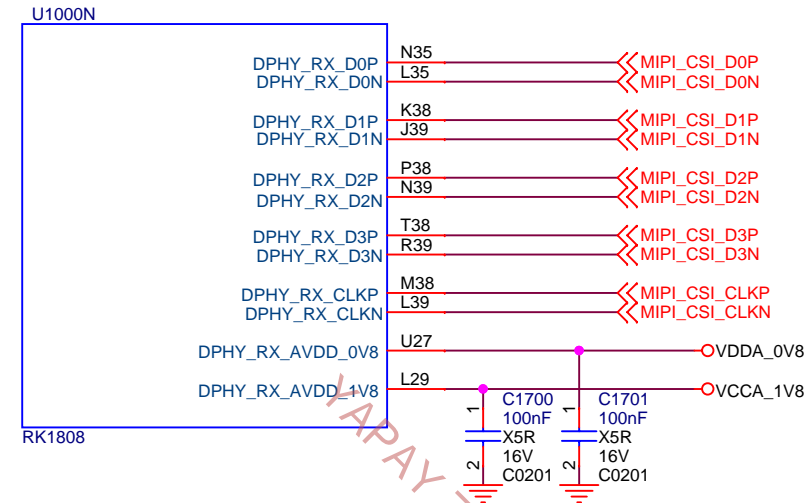 U1000N
DPHY_RX_D0P N35 MIPI_CSI_D0P
DPHY_RX_D0N L35 MIPI_CSI_D0N
DPHY_RX_D1P K38 MIPI_CSI_D1P
DPHY_RX_D1N J39 MIPI_CSI_D1N
DPHY_RX_D2P P38 MIPI_CSI_D2P
DPHY_RX_D2N N39 MIPI_CSI_D2N
DPHY_RX_D3P T38 MIPI_CSI_D3P
DPHY_RX_D3N R39 MIPI_CSI_D3N
DPHY_RX_CLKP M38 MIPI_CSI_CLKP
DPHY_RX_CLKN L39 MIPI_CSI_CLKN
DPHY_RX_AVDD_0V8 U27 VDDA_0V8
DPHY_RX_AVDD_1V8 L29 VCCA_1V8
RK1808
1
2
C1700
100nF
X5R
16V
C0201
1
2
C1701
100nF
X5R
16V
C0201
YAPAY